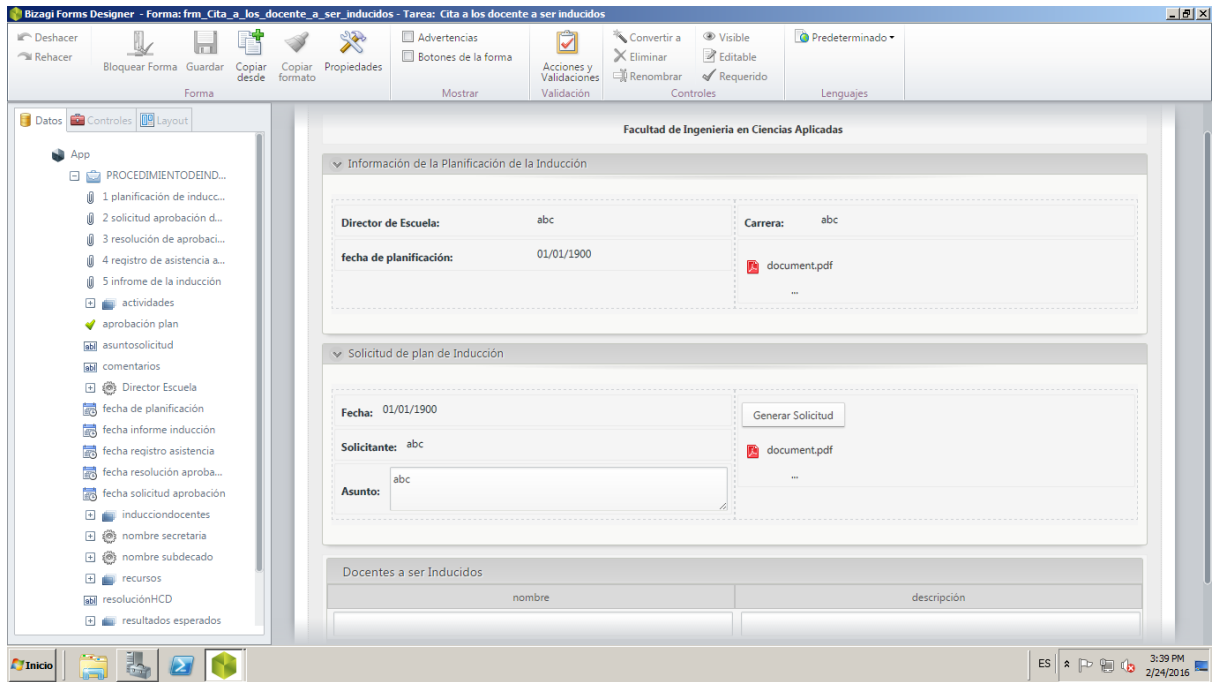 Bizagi Forms Designer - Forma: frm_Cita_a_los_docente_a_ser_inducidos - Tarea: Cita a los docente a ser inducidos
Deshacer
Rehacer
Bloquear Forma
Guardar
Copiar desde
Copiar formato
Propiedades
Forma
Advertencias
Botones de la forma
Mostrar
Acciones y Validaciones
Validación
Convertir a
Eliminar
Renombrar
Visible
Editable
Requerido
Controles
Predeterminado
Lenguajes
Datos
Controles
Layout
App
PROCEDIMIENTODEIND...
1 planificación de inducc...
2 solicitud aprobación d...
3 resolución de aprobaci...
4 registro de asistencia a...
5 infrome de la inducción
actividades
aprobación plan
asuntosolicitud
comentarios
Director Escuela
fecha de planificación
fecha informe inducción
fecha registro asistencia
fecha resolución aproba...
fecha solicitud aprobación
inducciondocentes
nombre secretaria
nombre subdecado
recursos
resoluciónHCD
resultados esperados
Facultad de Ingenieria en Ciencias Aplicadas
Información de la Planificación de la Inducción
Director de Escuela: abc
Carrera: abc
fecha de planificación: 01/01/1900
document.pdf
...
Solicitud de plan de Inducción
Fecha: 01/01/1900
Generar Solicitud
Solicitante: abc
document.pdf
...
Asunto: abc
Docentes a ser Inducidos
nombre descripción
Inicio
ES
3:39 PM
2/24/2016